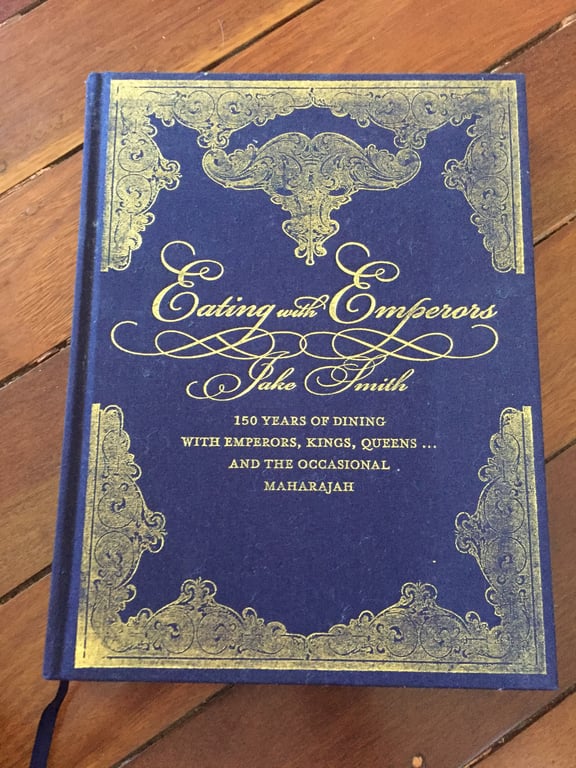 Eating with Emperors
Jake Smith
150 YEARS OF DINING
WITH EMPERORS, KINGS, QUEENS ...
AND THE OCCASIONAL
MAHARAJAH